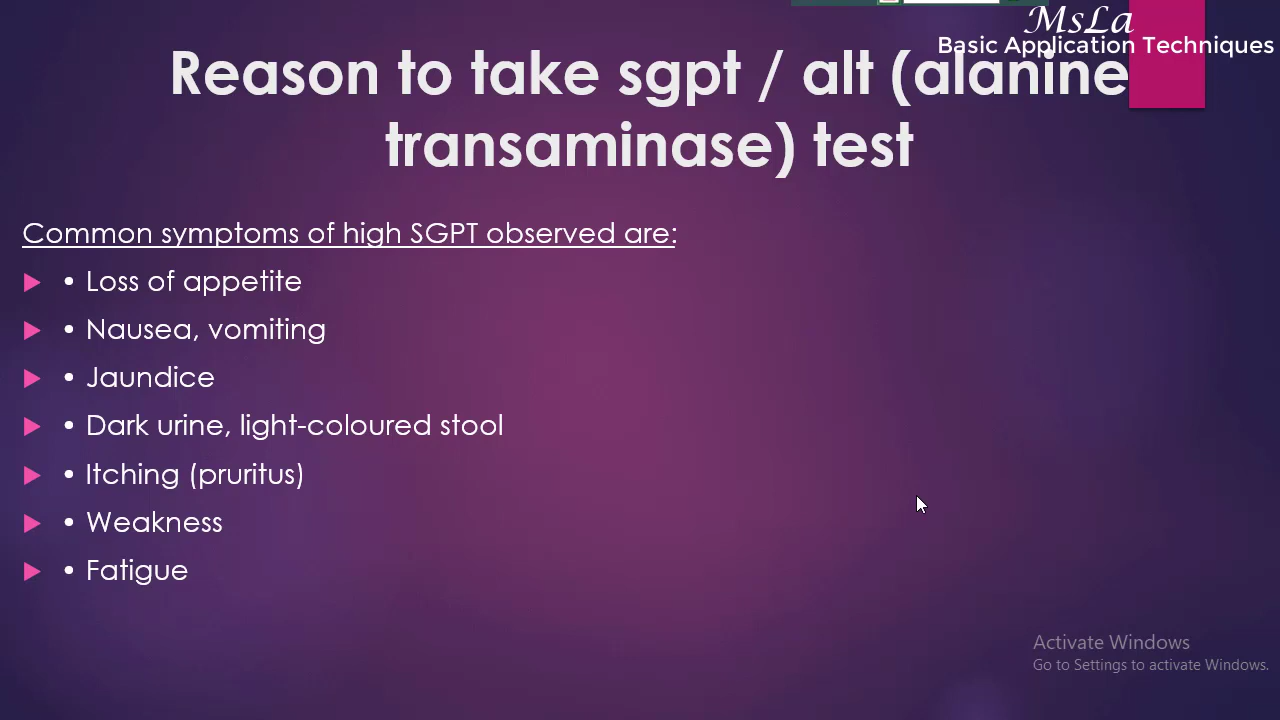 MsLa
Basic Application Techniques
Reason to take sgpt / alt (alanine
transaminase) test
Common symptoms of high SGPT observed are:
• Loss of appetite
• Nausea, vomiting
• Jaundice
• Dark urine, light-coloured stool
• Itching (pruritus)
• Weakness
• Fatigue
Activate Windows
Go to Settings to activate Windows.